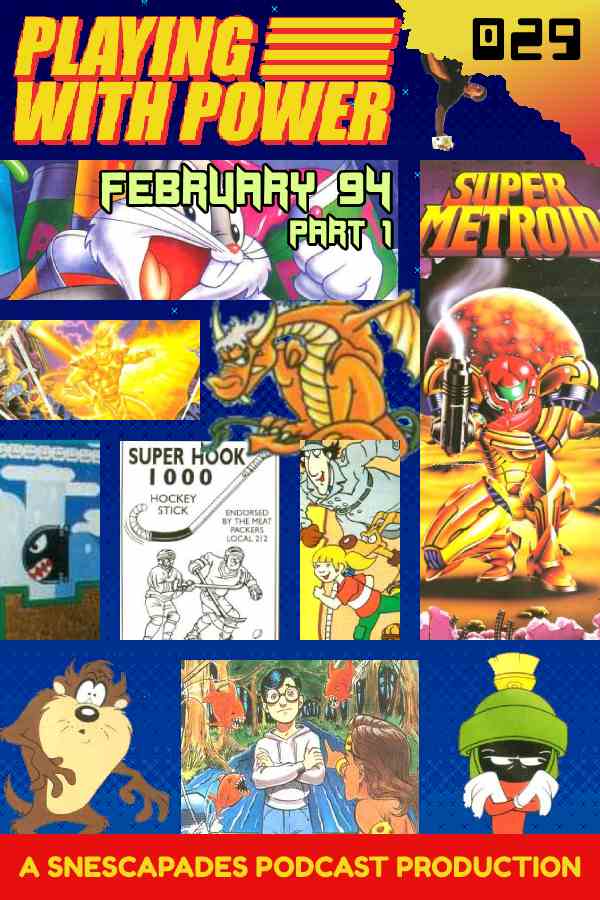 PLAYING
WITH POWER
029
FEBRUARY 94
PART 1
SUPER
METROID
SUPER HOOK
1000
HOCKEY
STICK
ENDORSED
BY THE MEAT
PACKERS
LOCAL 212
A SNESCAPADES PODCAST PRODUCTION